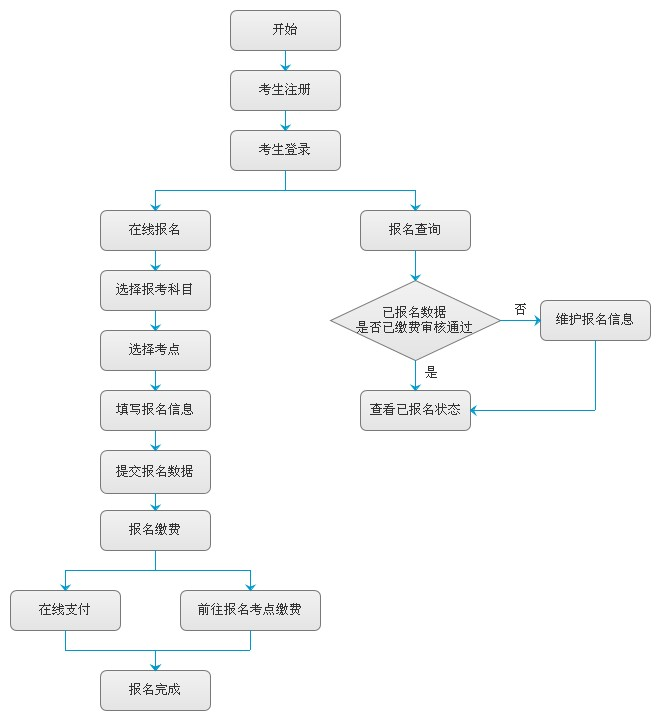 开始
考生注册
考生登录
在线报名
报名查询
选择报考科目
已报名数据
是否已缴费审核通过
否
维护报名信息
选择考点
是
填写报名信息
查看已报名状态
提交报名数据
报名缴费
在线支付
前往报名考点缴费
报名完成